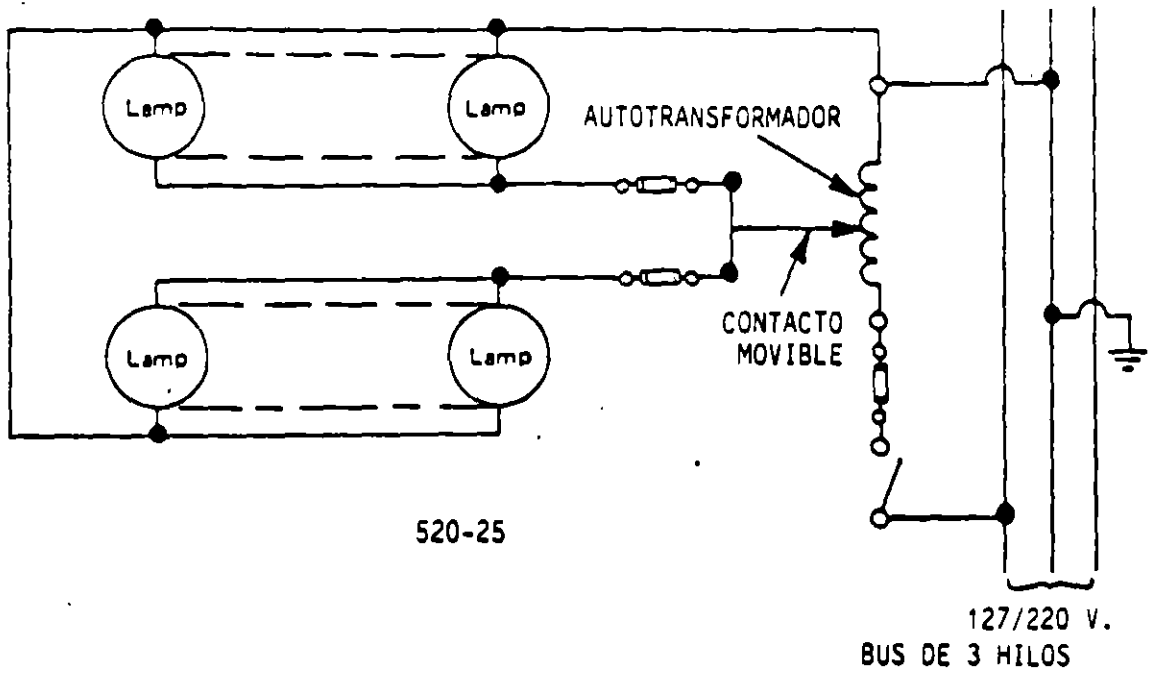 Lamp
Lamp
AUTOTRANSFORMADOR
CONTACTO
MOVIBLE
Lamp
Lamp
520-25
127/220 V.
BUS DE 3 HILOS